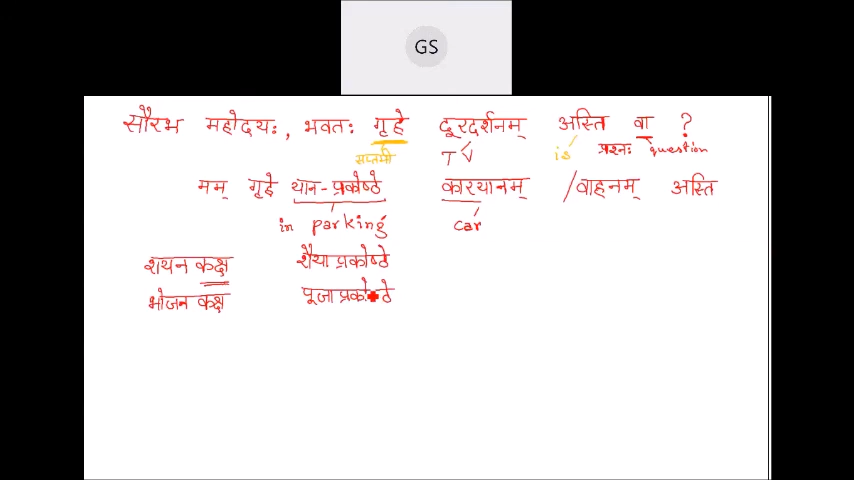 GS
सौरभ महोदयः, भवतः गृहे दूरदर्शनम् अस्ति वा ?
सप्तमी TV is प्रश्नः question
मम् गृहे यान-प्रकोष्ठे कारयानम् /वाहनम् अस्ति
in parking car
शयन कक्ष शैया प्रकोष्ठे
भोजन कक्ष पूजा प्रकोष्ठे